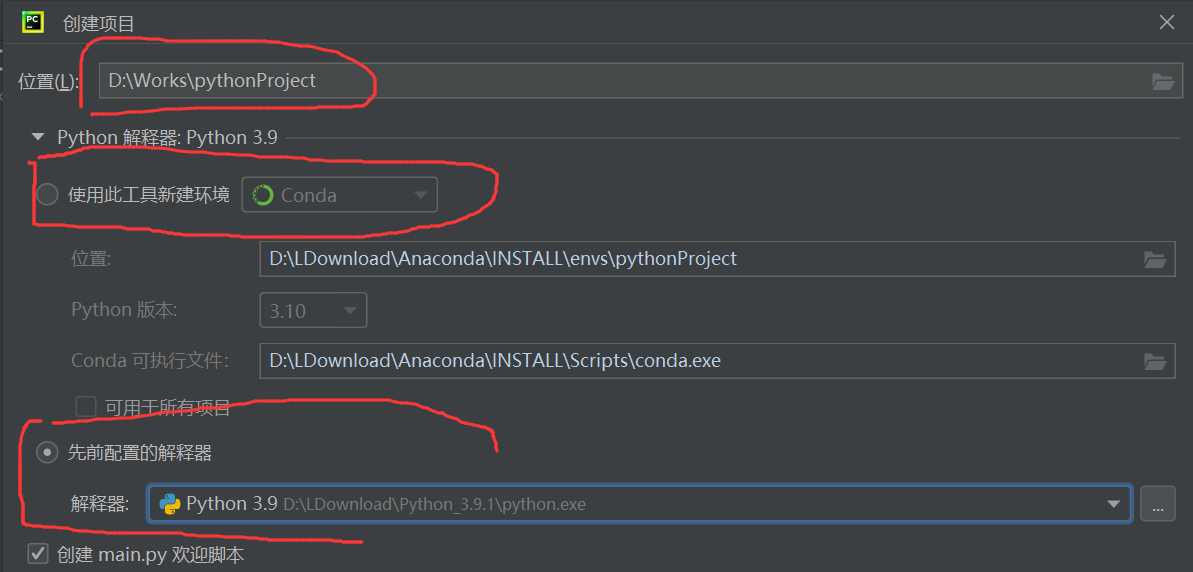 PC 创建项目
位置(L): D:\Works\pythonProject
Python 解释器: Python 3.9
使用此工具新建环境 Conda
位置: D:\LDownload\Anaconda\INSTALL\envs\pythonProject
Python 版本: 3.10
Conda 可执行文件: D:\LDownload\Anaconda\INSTALL\Scripts\conda.exe
可用于所有项目
先前配置的解释器
解释器: Python 3.9 D:\LDownload\Python_3.9.1\python.exe ...
创建 main.py 欢迎脚本